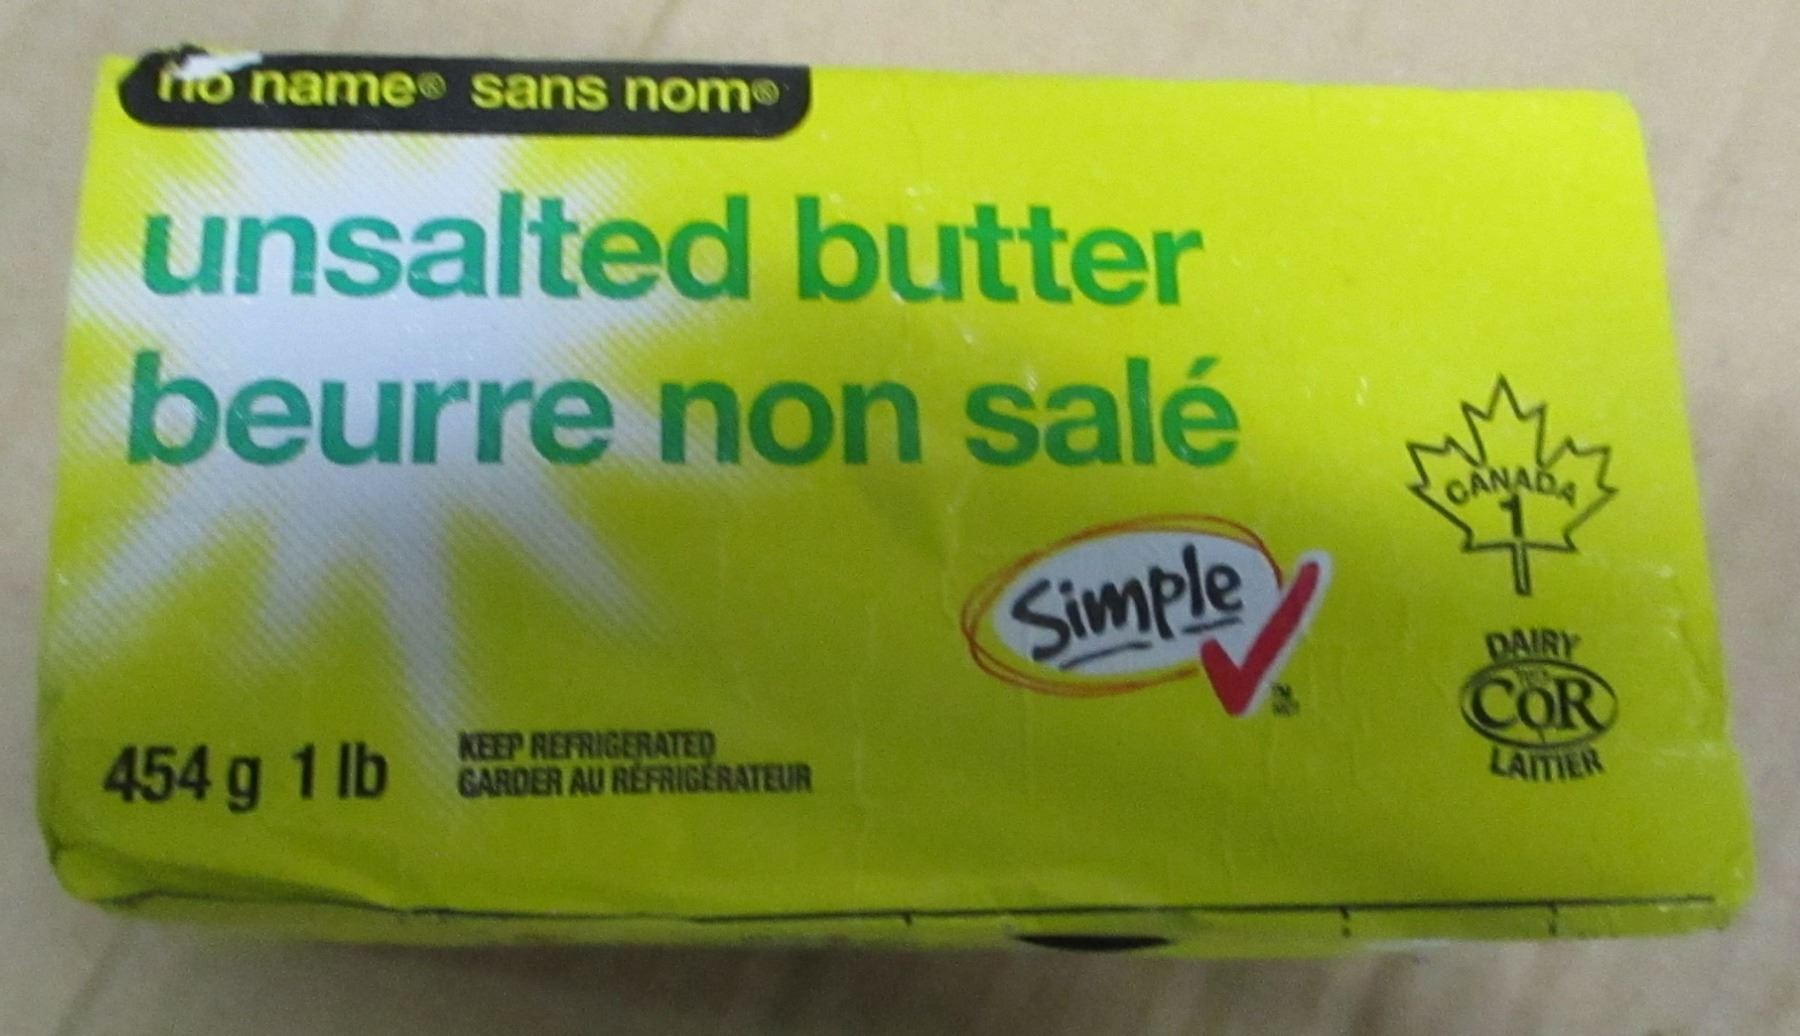 no name® sans nom®
unsalted butter
beurre non salé
Simple
CANADA
1
DAIRY
COR
LAITIER
454 g 1 lb
KEEP REFRIGERATED
GARDER AU RÉFRIGÉRATEUR